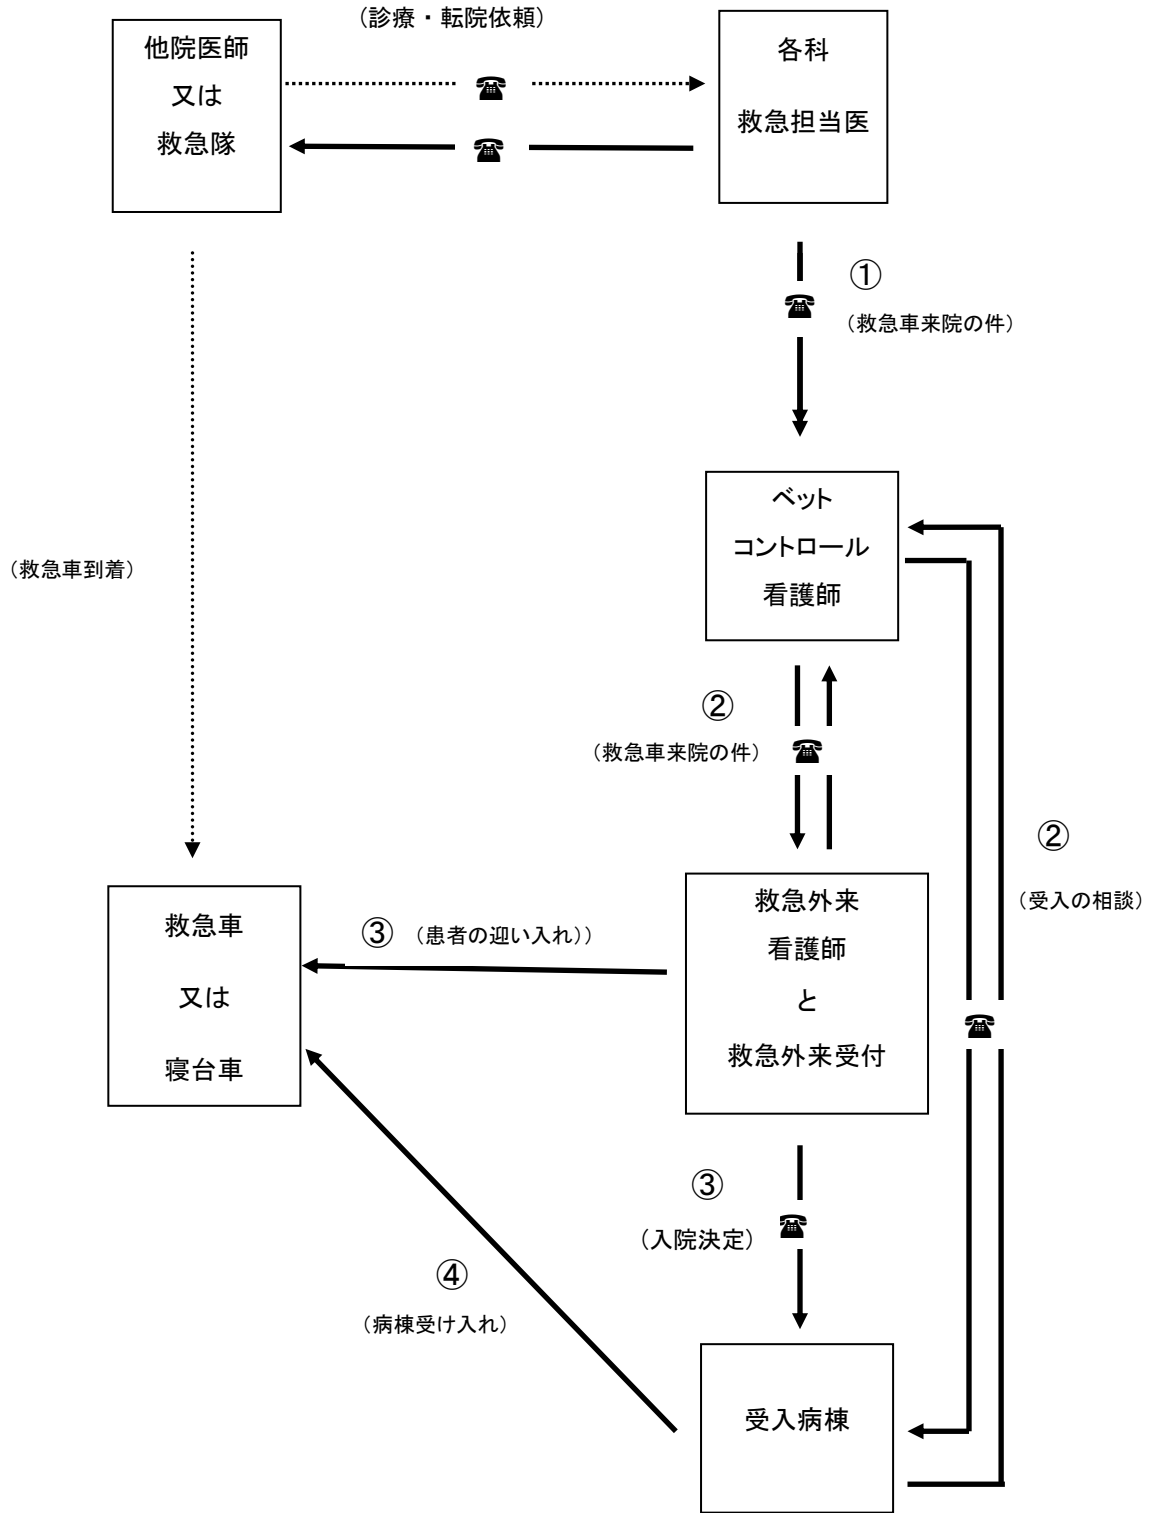 （診療・転院依頼）
他院医師
又は
救急隊
☎
☎
各科
救急担当医
①
☎
（救急車来院の件）
ベット
コントロール
看護師
（救急車到着）
②
（救急車来院の件）
☎
②
（受入の相談）
☎
救急外来
看護師
と
救急外来受付
③ （患者の迎い入れ））
救急車
又は
寝台車
③
（入院決定）
☎
④
（病棟受け入れ）
受入病棟